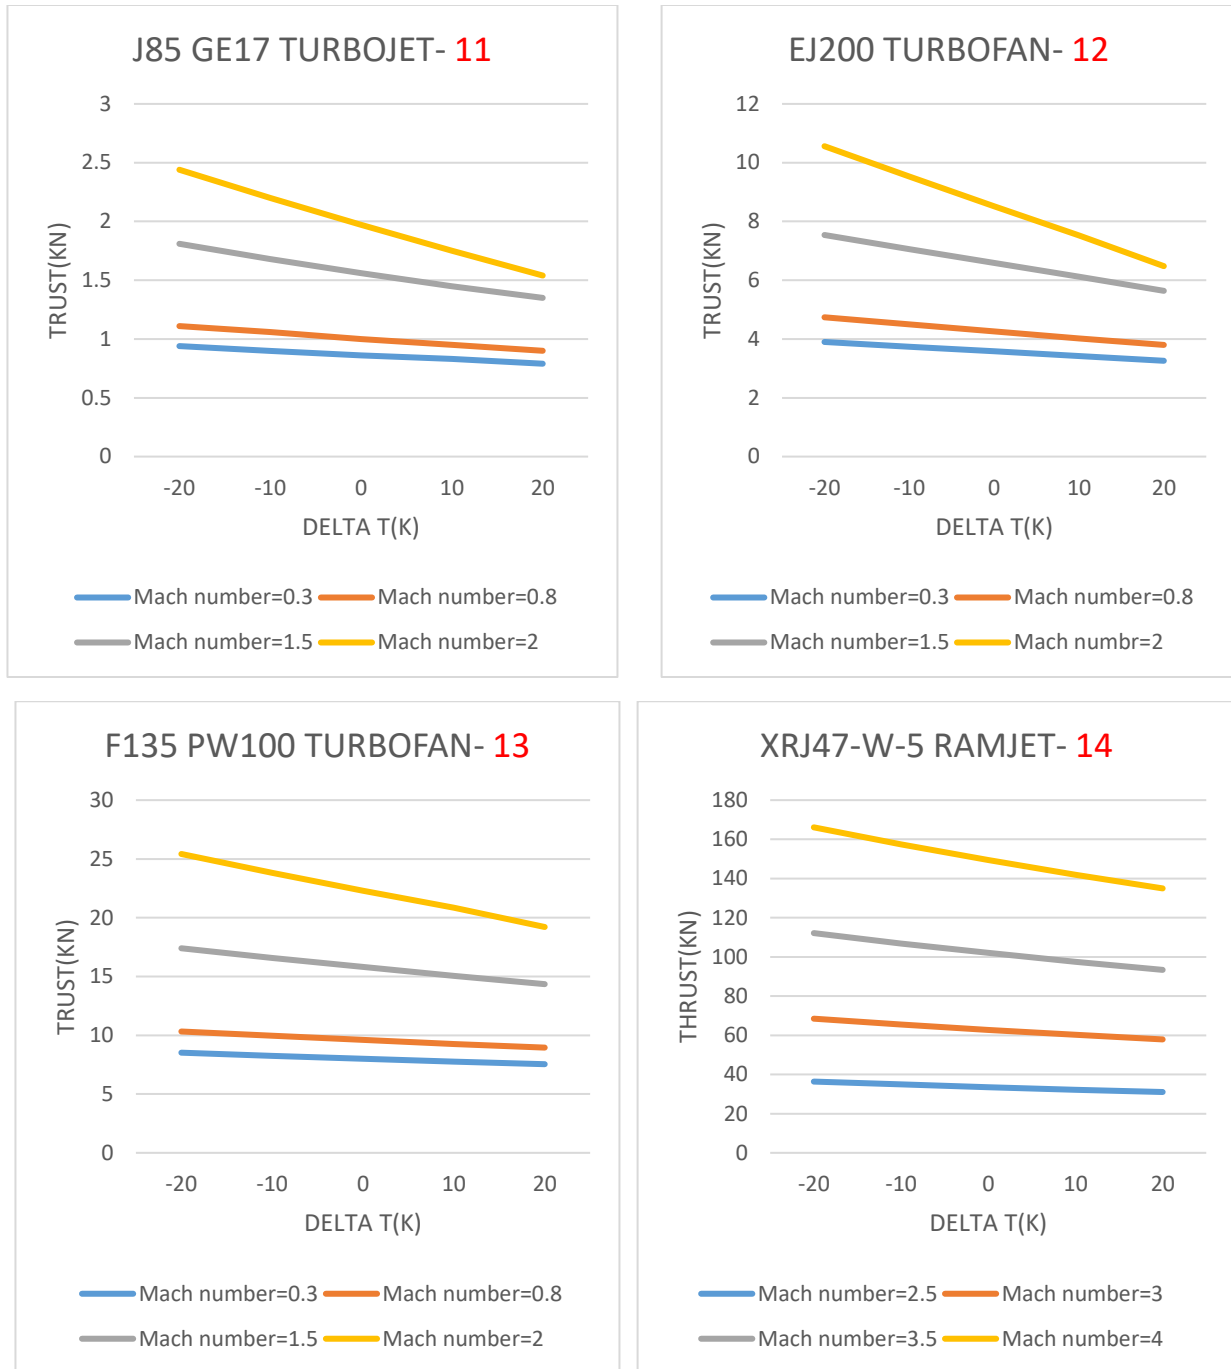 J85 GE17 TURBOJET- 11
3
2.5
2
1.5
1
0.5
0
TRUST(KN)
-20 -10 0 10 20
DELTA T(K)
Mach number=0.3 Mach number=0.8
Mach number=1.5 Mach number=2
EJ200 TURBOFAN- 12
12
10
8
6
4
2
0
TRUST(KN)
-20 -10 0 10 20
DELTA T(K)
Mach number=0.3 Mach number=0.8
Mach number=1.5 Mach numbr=2
F135 PW100 TURBOFAN- 13
30
25
20
15
10
5
0
TRUST(KN)
-20 -10 0 10 20
DELTA T(K)
Mach number=0.3 Mach number=0.8
Mach number=1.5 Mach number=2
XRJ47-W-5 RAMJET- 14
180
160
140
120
100
80
60
40
20
0
THRUST(KN)
-20 -10 0 10 20
DELTA T(K)
Mach number=2.5 Mach number=3
Mach number=3.5 Mach number=4